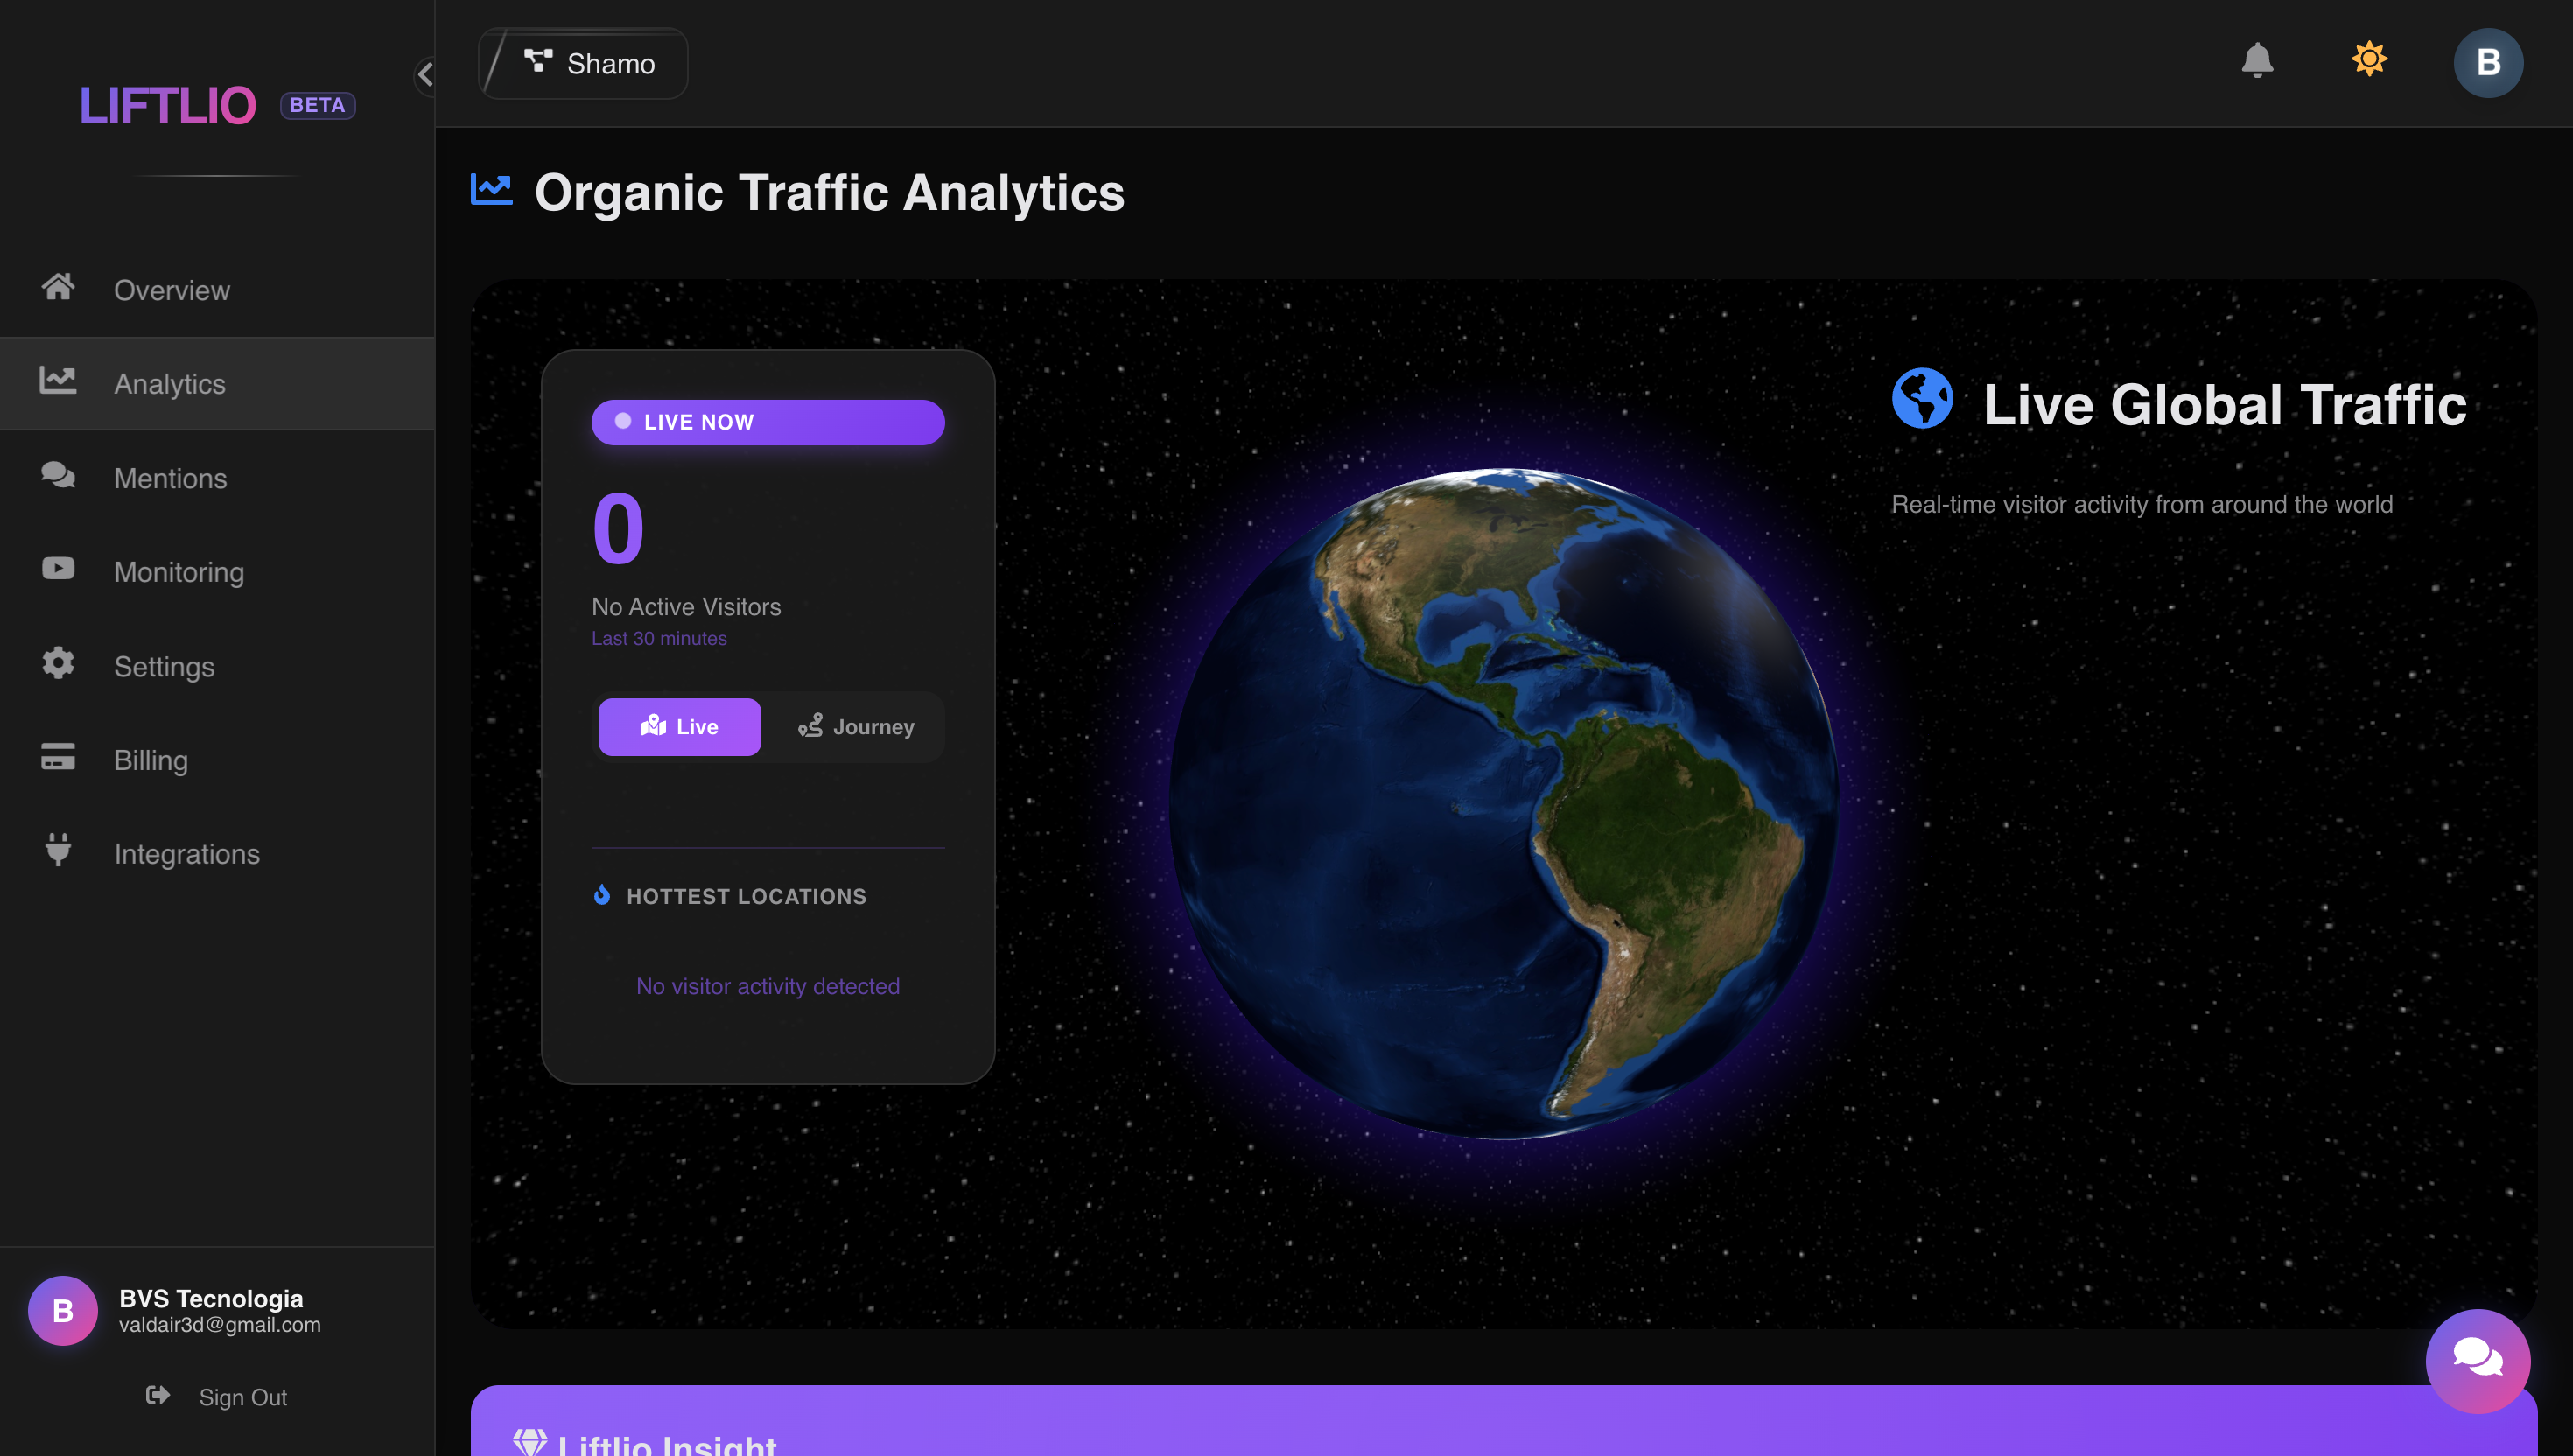 LIFTLIO BETA
Overview
Analytics
Mentions
Monitoring
Settings
Billing
Integrations
B
BVS Tecnologia
valdair3d@gmail.com
Sign Out
Shamo
B
Organic Traffic Analytics
LIVE NOW
0
No Active Visitors
Last 30 minutes
Live
Journey
HOTTEST LOCATIONS
No visitor activity detected
Live Global Traffic
Real-time visitor activity from around the world
Liftlio Insight